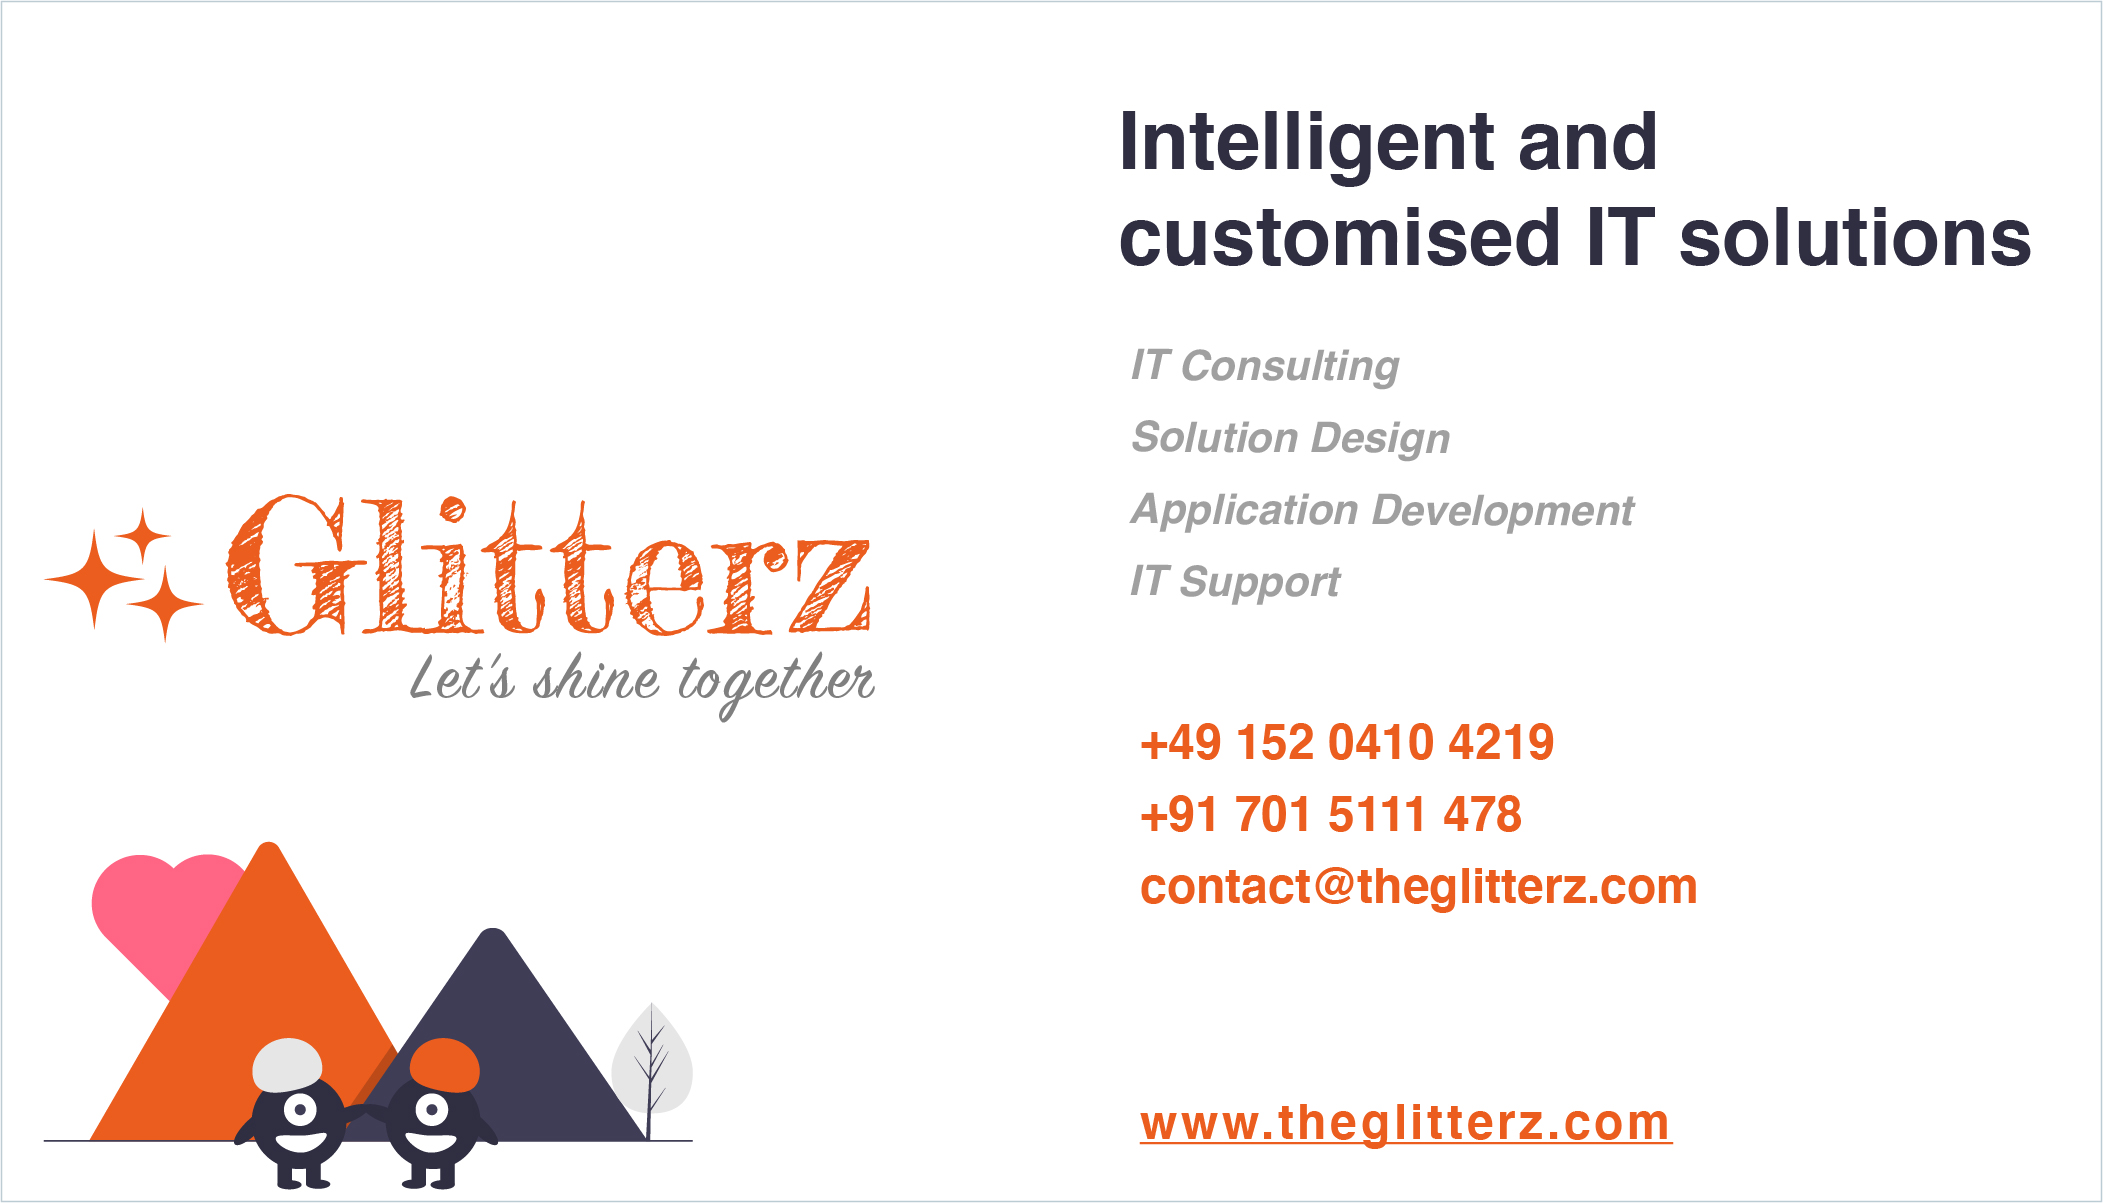 Glitterz
Let's shine together
Intelligent and
customised IT solutions
IT Consulting
Solution Design
Application Development
IT Support
+49 152 0410 4219
+91 701 5111 478
contact@theglitterz.com
www.theglitterz.com